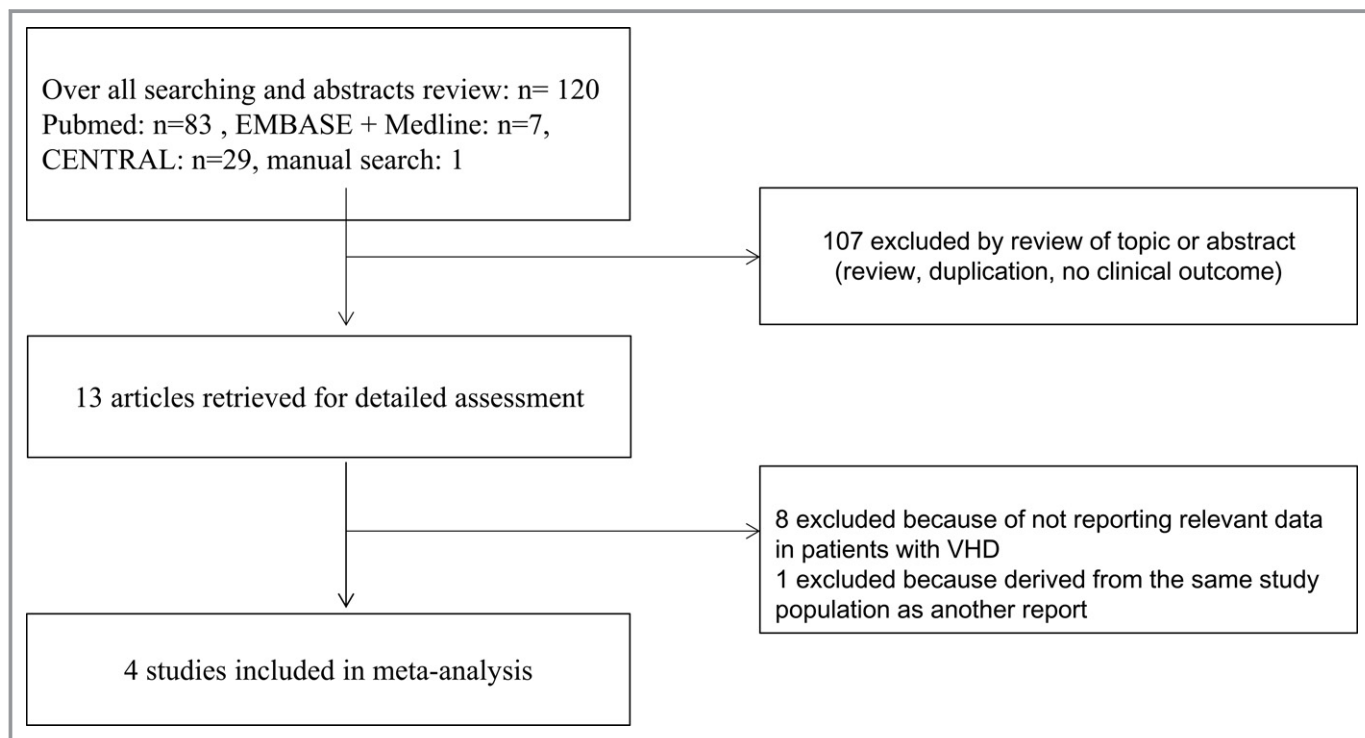 Over all searching and abstracts review: n= 120
Pubmed: n=83 , EMBASE + Medline: n=7,
CENTRAL: n=29, manual search: 1
107 excluded by review of topic or abstract
(review, duplication, no clinical outcome)
13 articles retrieved for detailed assessment
8 excluded because of not reporting relevant data
in patients with VHD
1 excluded because derived from the same study
population as another report
4 studies included in meta-analysis